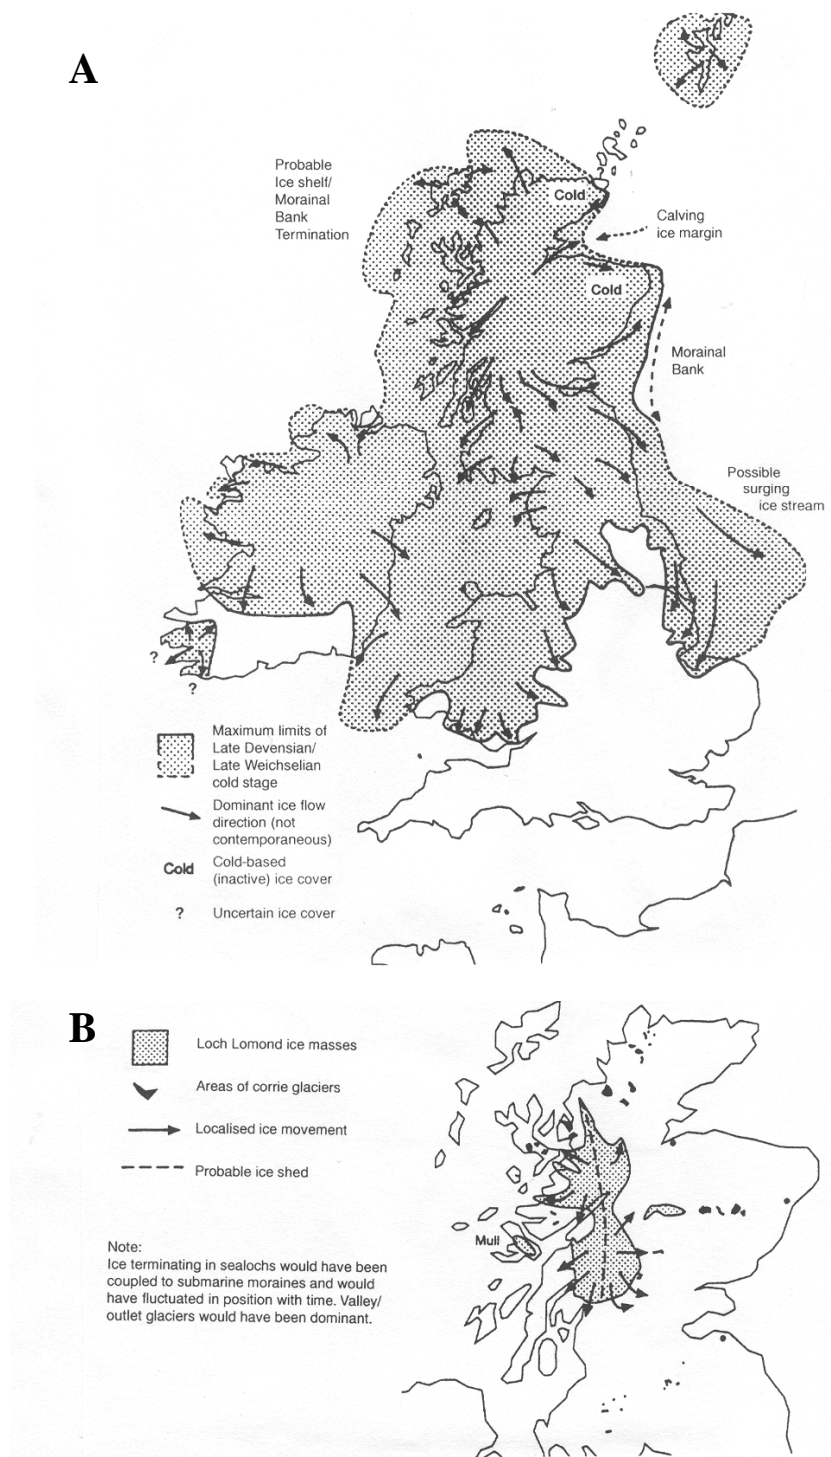 A
Probable
Ice shelf/
Morainal
Bank
Termination
Cold
Calving
ice margin
Cold
Morainal
Bank
Possible
surging
ice stream
?
?
Maximum limits of
Late Devensian/
Late Weichselian
cold stage
Dominant ice flow
direction (not
contemporaneous)
Cold
Cold-based
(inactive) ice cover
?
Uncertain ice cover
B
Loch Lomond ice masses
Areas of corrie glaciers
Localised ice movement
Probable ice shed
Mull
Note:
Ice terminating in sealochs would have been
coupled to submarine moraines and would
have fluctuated in position with time. Valley/
outlet glaciers would have been dominant.